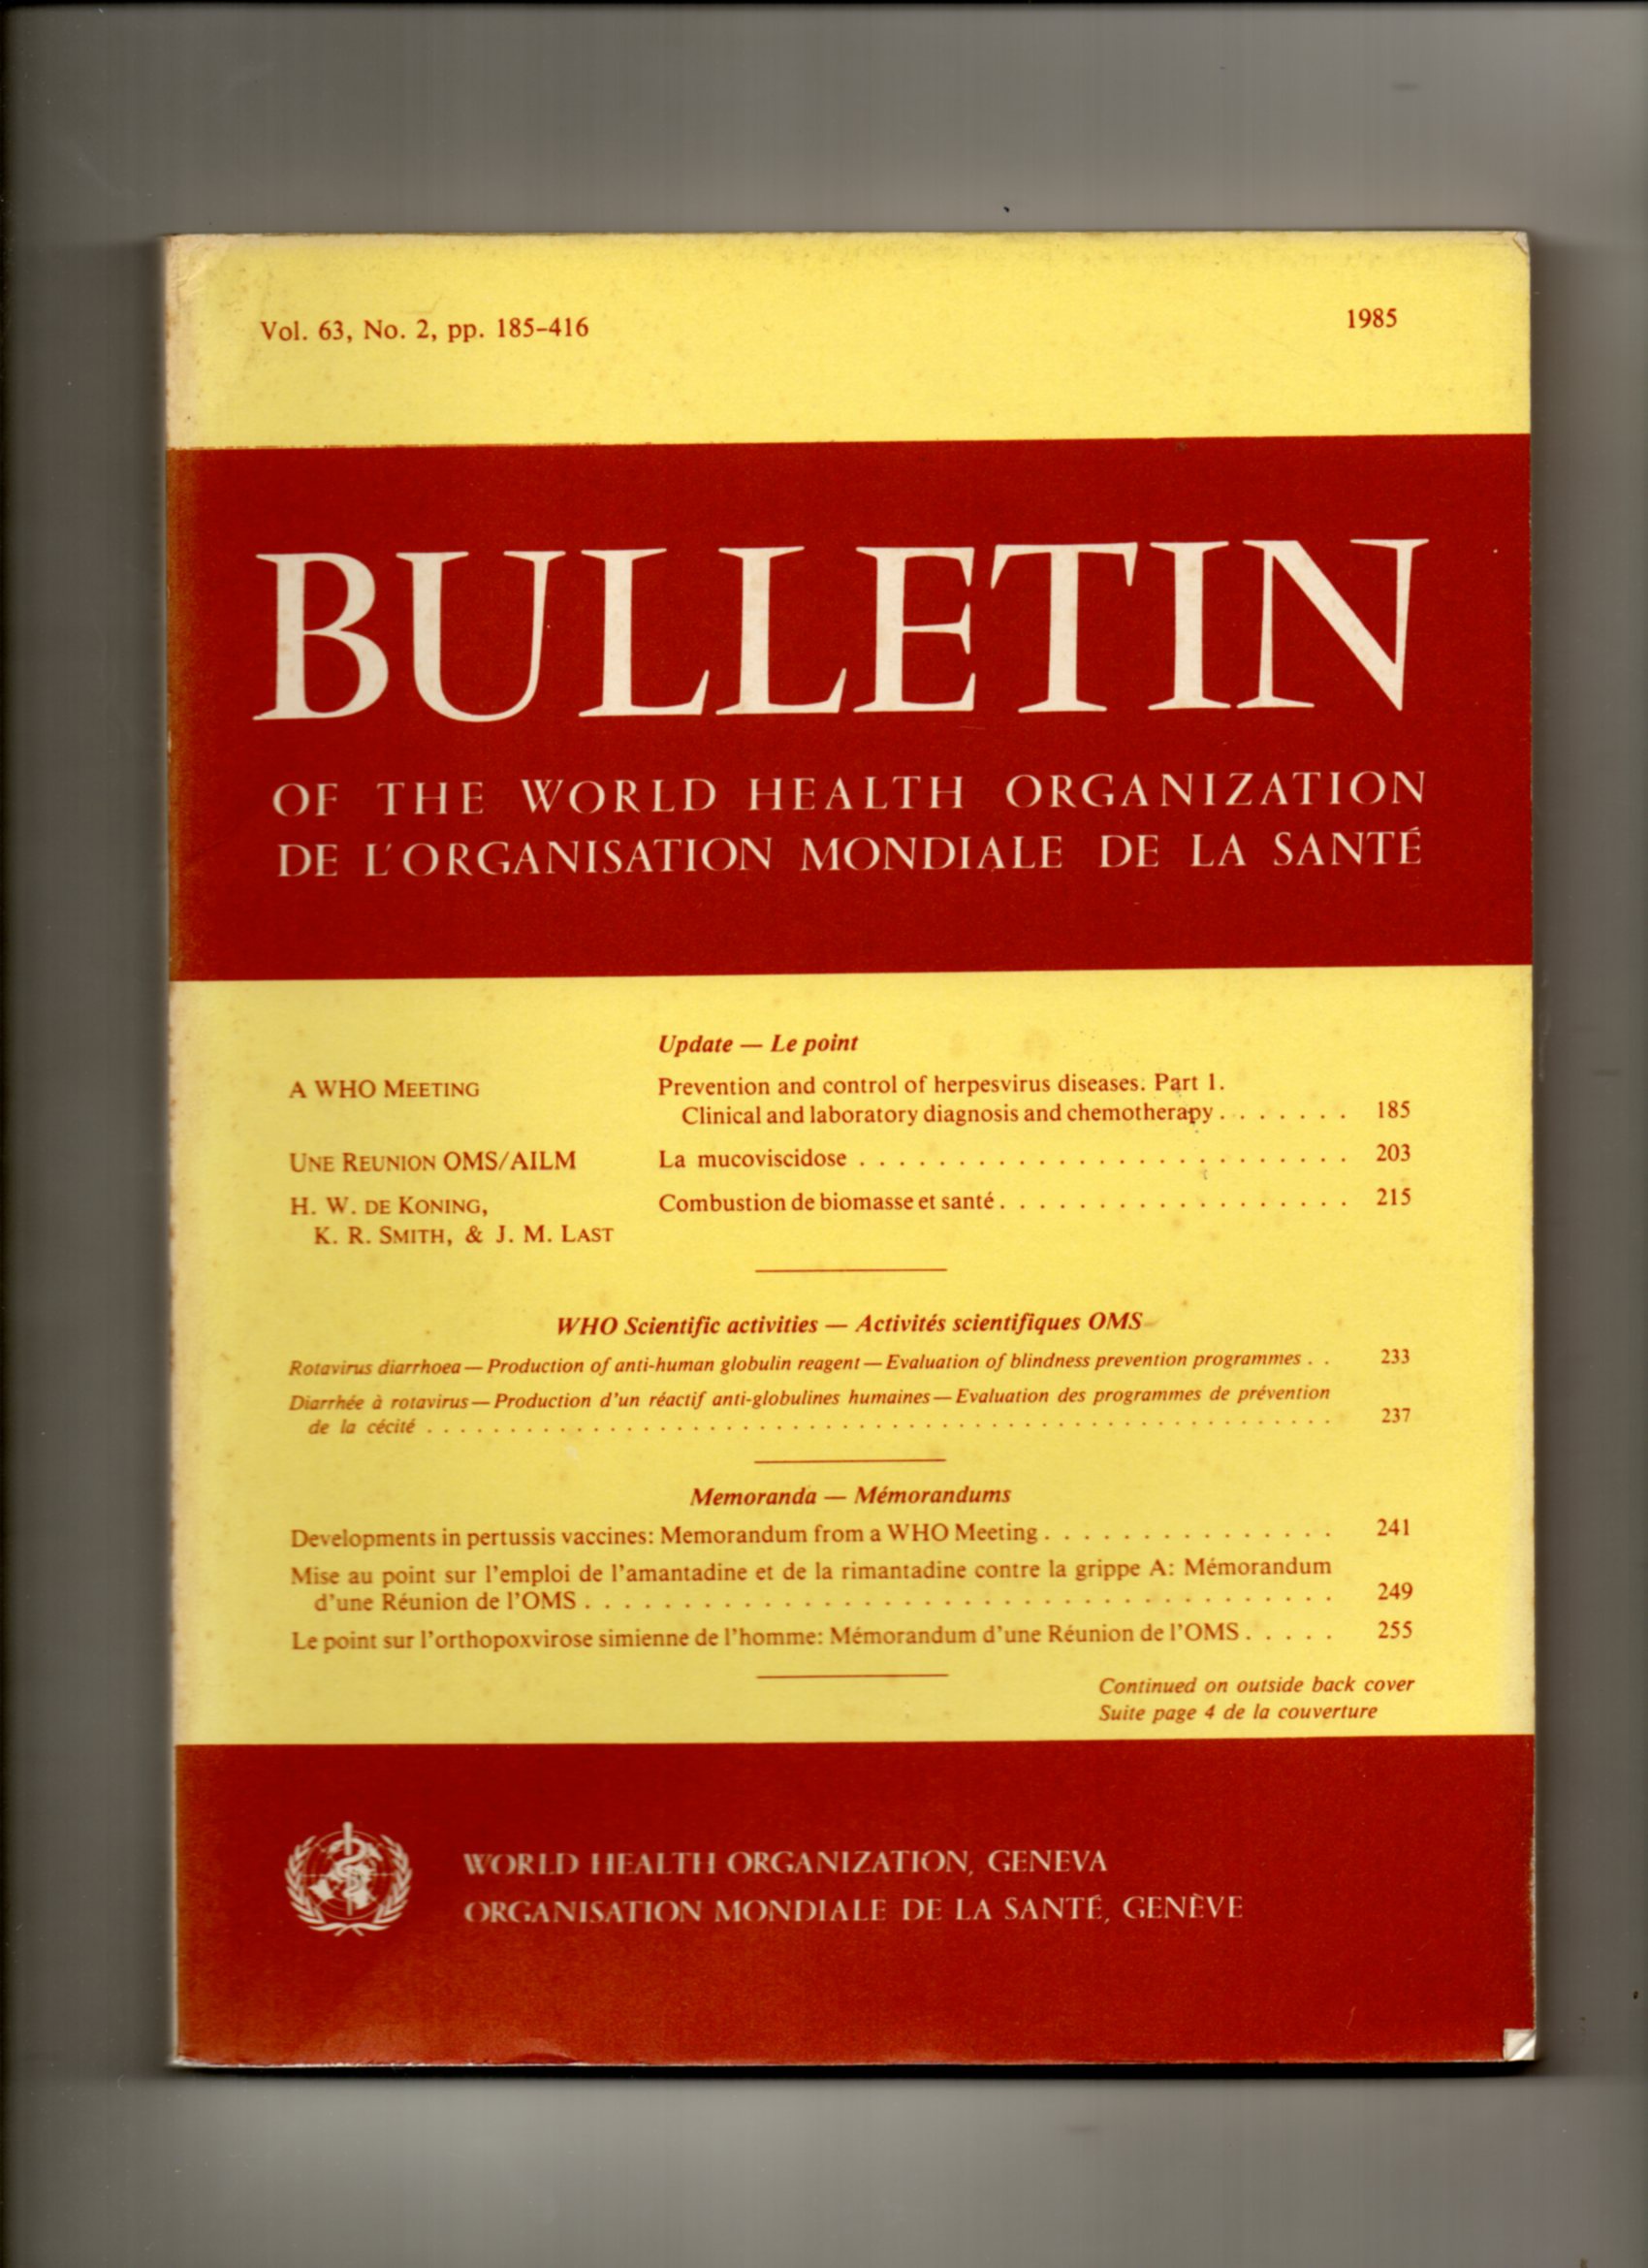 Vol. 63, No. 2, pp. 185–416
1985
BULLETIN
OF THE WORLD HEALTH ORGANIZATION
DE L'ORGANISATION MONDIALE DE LA SANTÉ
Update — Le point
A WHO MEETING
Prevention and control of herpesvirus diseases. Part 1.
Clinical and laboratory diagnosis and chemotherapy . . . . . . . 185
UNE REUNION OMS/AILM
La mucoviscidose . . . . . . . . . . . . . . . . . . . . . . . . . 203
H. W. DE KONING,
K. R. SMITH, & J. M. LAST
Combustion de biomasse et santé . . . . . . . . . . . . . . . . . . 215
WHO Scientific activities — Activités scientifiques OMS
Rotavirus diarrhoea — Production of anti-human globulin reagent — Evaluation of blindness prevention programmes . . 233
Diarrhée à rotavirus — Production d'un réactif anti-globulines humaines — Evaluation des programmes de prévention
de la cécité . . . . . . . . . . . . . . . . . . . . . . . . . . . . . . . . . . . . . . . . . . 237
Memoranda — Mémorandums
Developments in pertussis vaccines: Memorandum from a WHO Meeting . . . . . . . . . . . . . . . 241
Mise au point sur l'emploi de l'amantadine et de la rimantadine contre la grippe A: Mémorandum
d'une Réunion de l'OMS . . . . . . . . . . . . . . . . . . . . . . . . . . . . . . . . . . . . . 249
Le point sur l'orthopoxvirose simienne de l'homme: Mémorandum d'une Réunion de l'OMS . . . . . 255
Continued on outside back cover
Suite page 4 de la couverture
WORLD HEALTH ORGANIZATION, GENEVA
ORGANISATION MONDIALE DE LA SANTÉ, GENÈVE